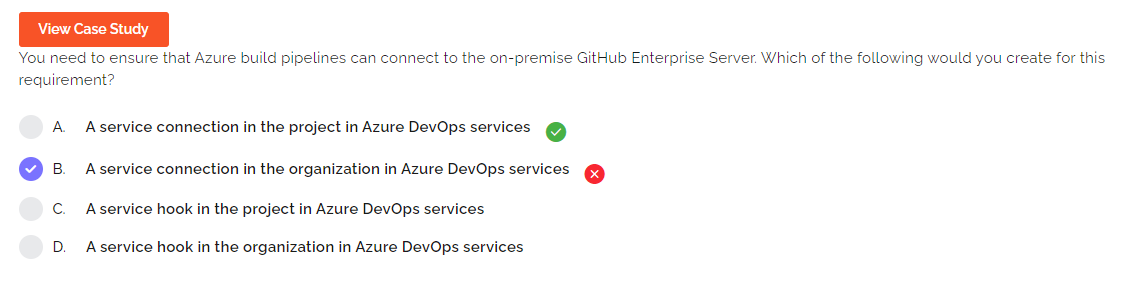 View Case Study
You need to ensure that Azure build pipelines can connect to the on-premise GitHub Enterprise Server. Which of the following would you create for this
requirement?
A. A service connection in the project in Azure DevOps services
B. A service connection in the organization in Azure DevOps services
C. A service hook in the project in Azure DevOps services
D. A service hook in the organization in Azure DevOps services